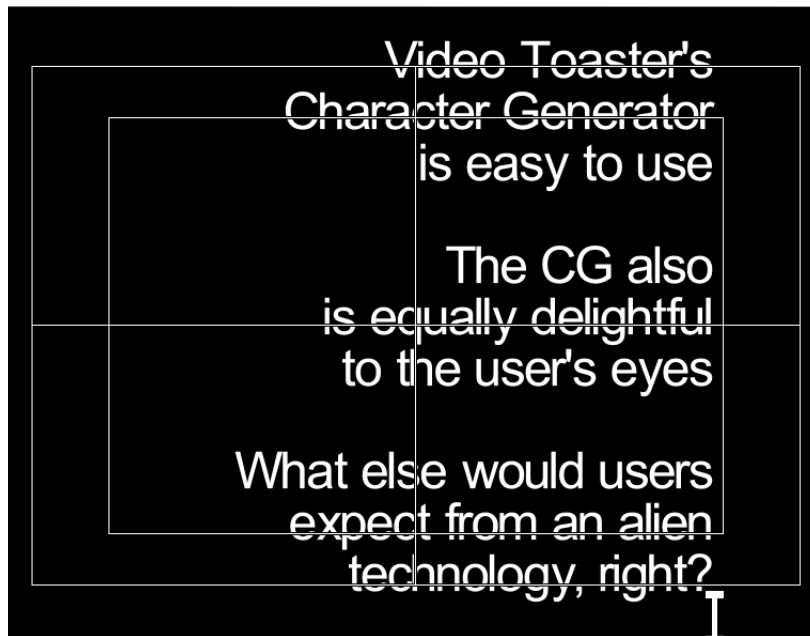 Video Toaster's
Character Generator
is easy to use
The CG also
is equally delightful
to the user's eyes
What else would users
expect from an alien
technology, right?